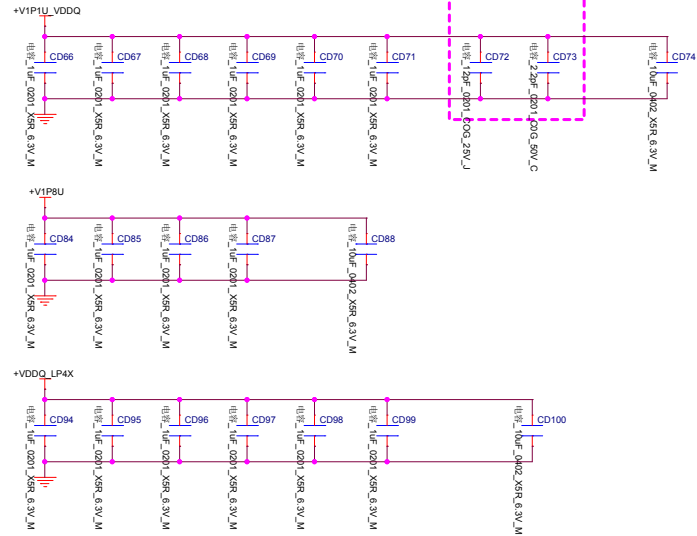 +V1P1U_VDDQ
CD66
CD67
CD68
CD69
CD70
CD71
CD72
CD73
CD74
电容_1uF_0201_X5R_6.3V_M
电容_1uF_0201_X5R_6.3V_M
电容_1uF_0201_X5R_6.3V_M
电容_1uF_0201_X5R_6.3V_M
电容_1uF_0201_X5R_6.3V_M
电容_1uF_0201_X5R_6.3V_M
电容_12pF_0201_COG_25V_J
电容_2.2pF_0201_C0G_50V_C
电容_10uF_0402_X5R_6.3V_M
+V1P8U
CD84
CD85
CD86
CD87
CD88
电容_1uF_0201_X5R_6.3V_M
电容_1uF_0201_X5R_6.3V_M
电容_1uF_0201_X5R_6.3V_M
电容_1uF_0201_X5R_6.3V_M
电容_10uF_0402_X5R_6.3V_M
+VDDQ_LP4X
CD94
CD95
CD96
CD97
CD98
CD99
CD100
电容_1uF_0201_X5R_6.3V_M
电容_1uF_0201_X5R_6.3V_M
电容_1uF_0201_X5R_6.3V_M
电容_1uF_0201_X5R_6.3V_M
电容_1uF_0201_X5R_6.3V_M
电容_1uF_0201_X5R_6.3V_M
电容_10uF_0402_X5R_6.3V_M